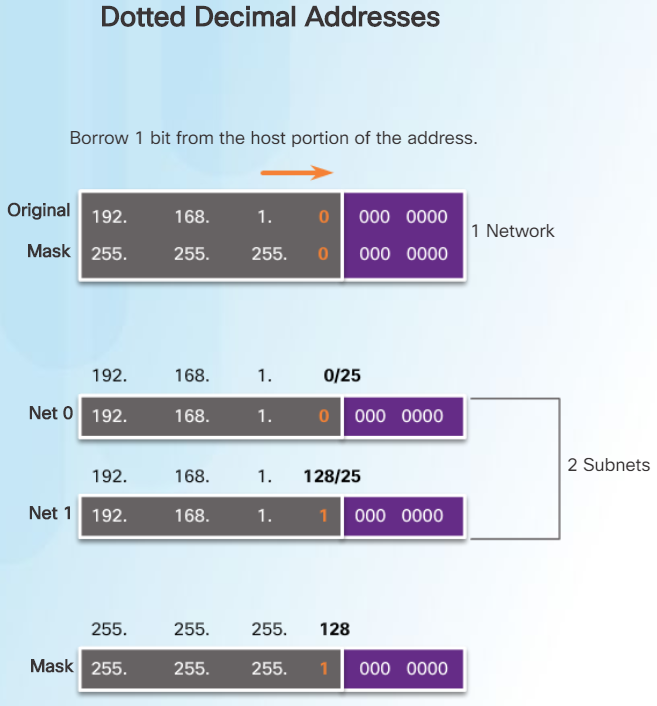 Dotted Decimal Addresses
Borrow 1 bit from the host portion of the address.
Original 192. 168. 1. 0 000 0000
Mask 255. 255. 255. 0 000 0000
1 Network
192. 168. 1. 0/25
Net 0 192. 168. 1. 0 000 0000
2 Subnets
192. 168. 1. 128/25
Net 1 192. 168. 1. 1 000 0000
255. 255. 255. 128
Mask 255. 255. 255. 1 000 0000